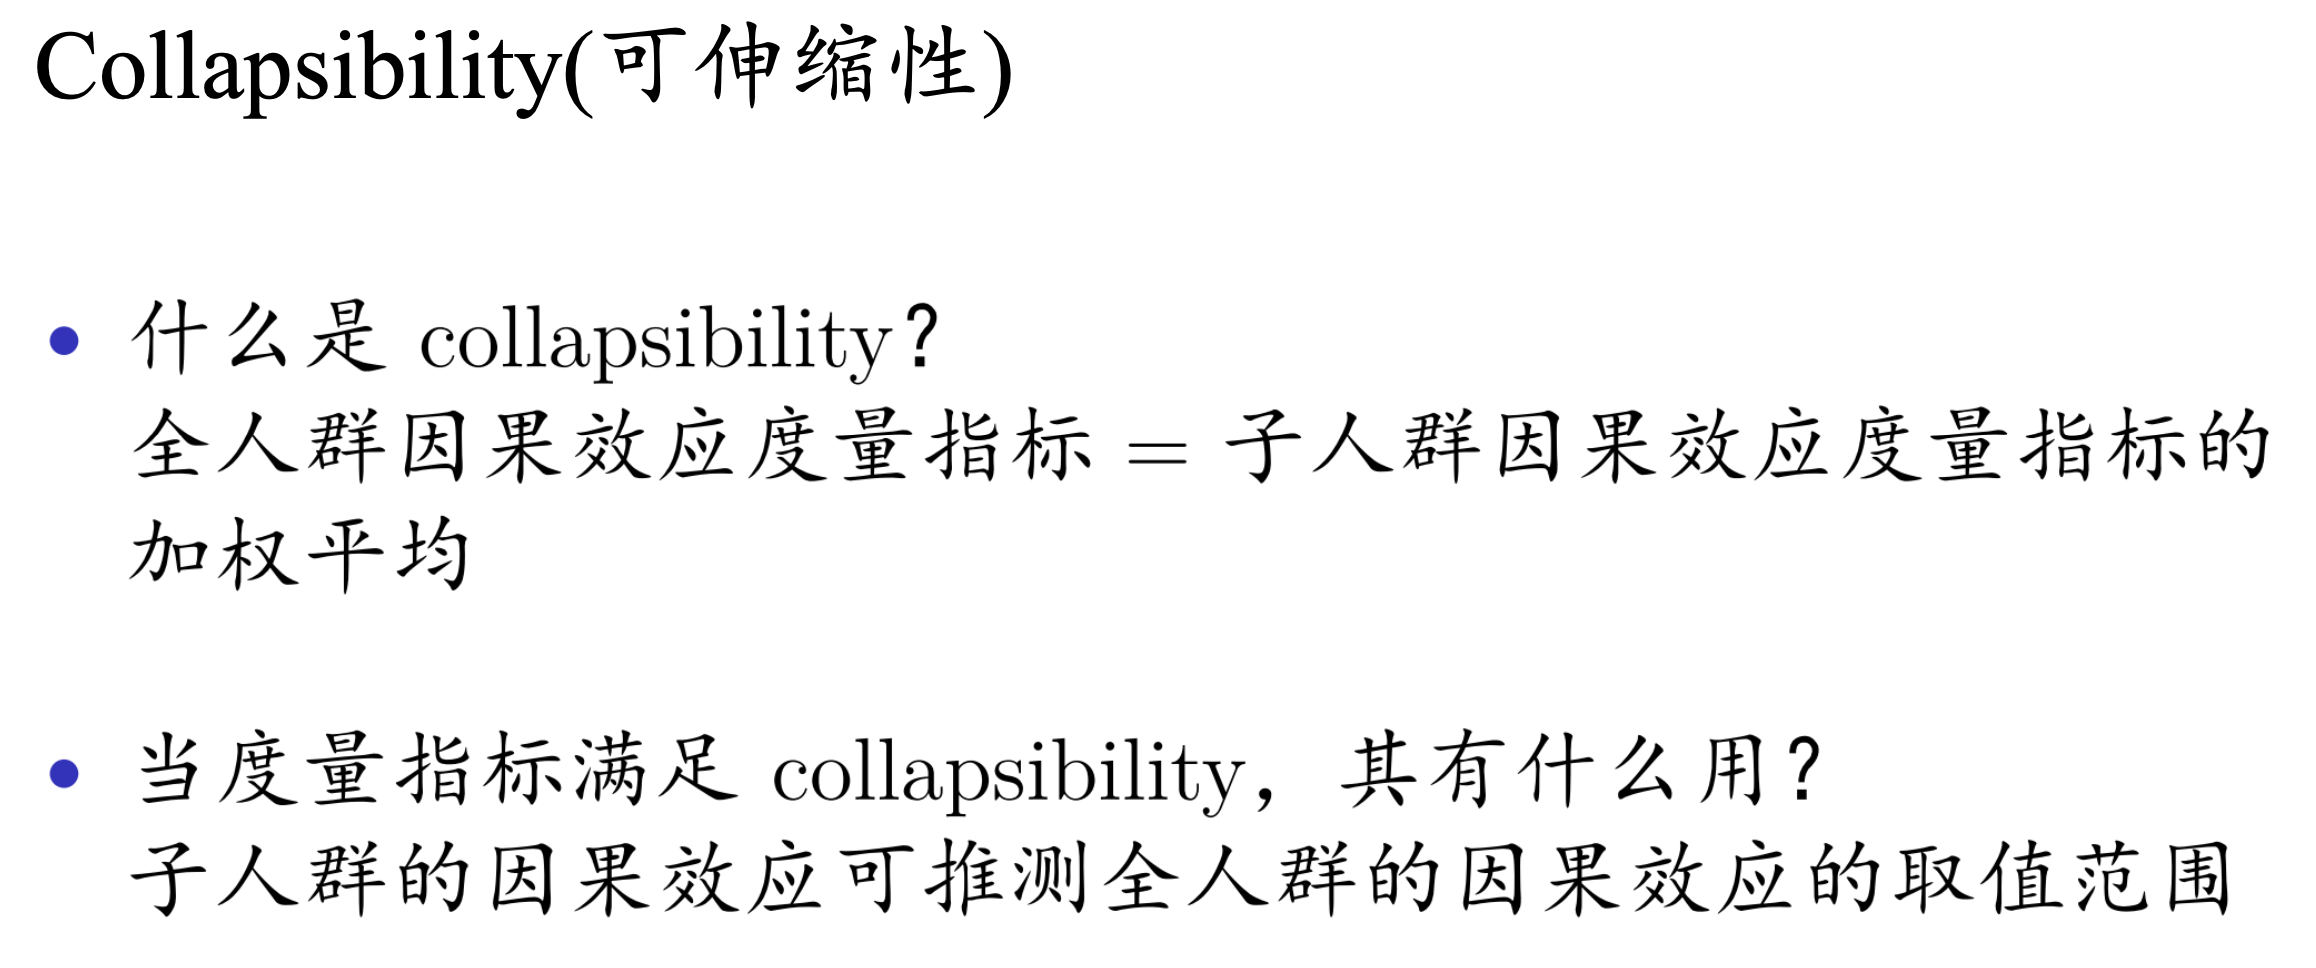 Collapsibility(可伸缩性)
• 什么是 collapsibility？
全人群因果效应度量指标 = 子人群因果效应度量指标的
加权平均
• 当度量指标满足 collapsibility，其有什么用？
子人群的因果效应可推测全人群的因果效应的取值范围